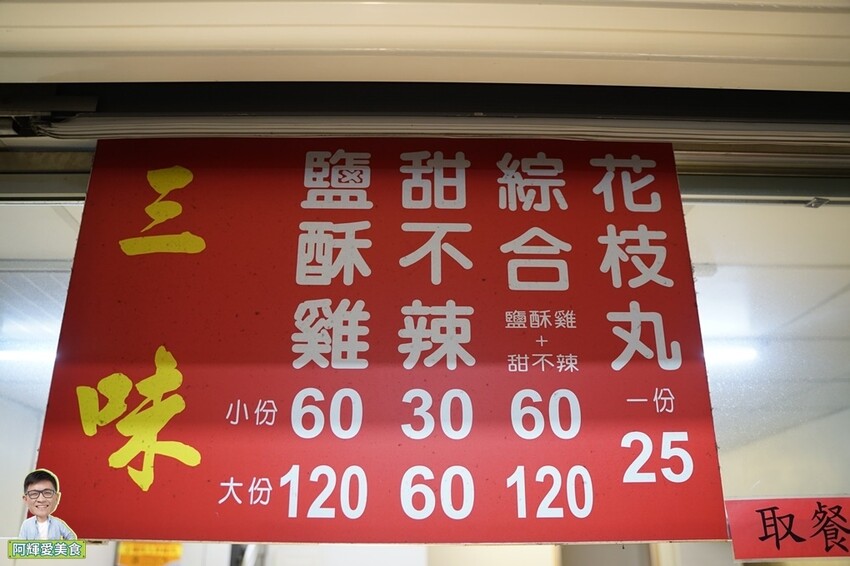 三味
鹽酥雞
甜不辣
綜合
鹽酥雞
+
甜不辣
花枝丸
小份 60 30 60
一份
25
大份 120 60 120
取餐
阿輝愛美食